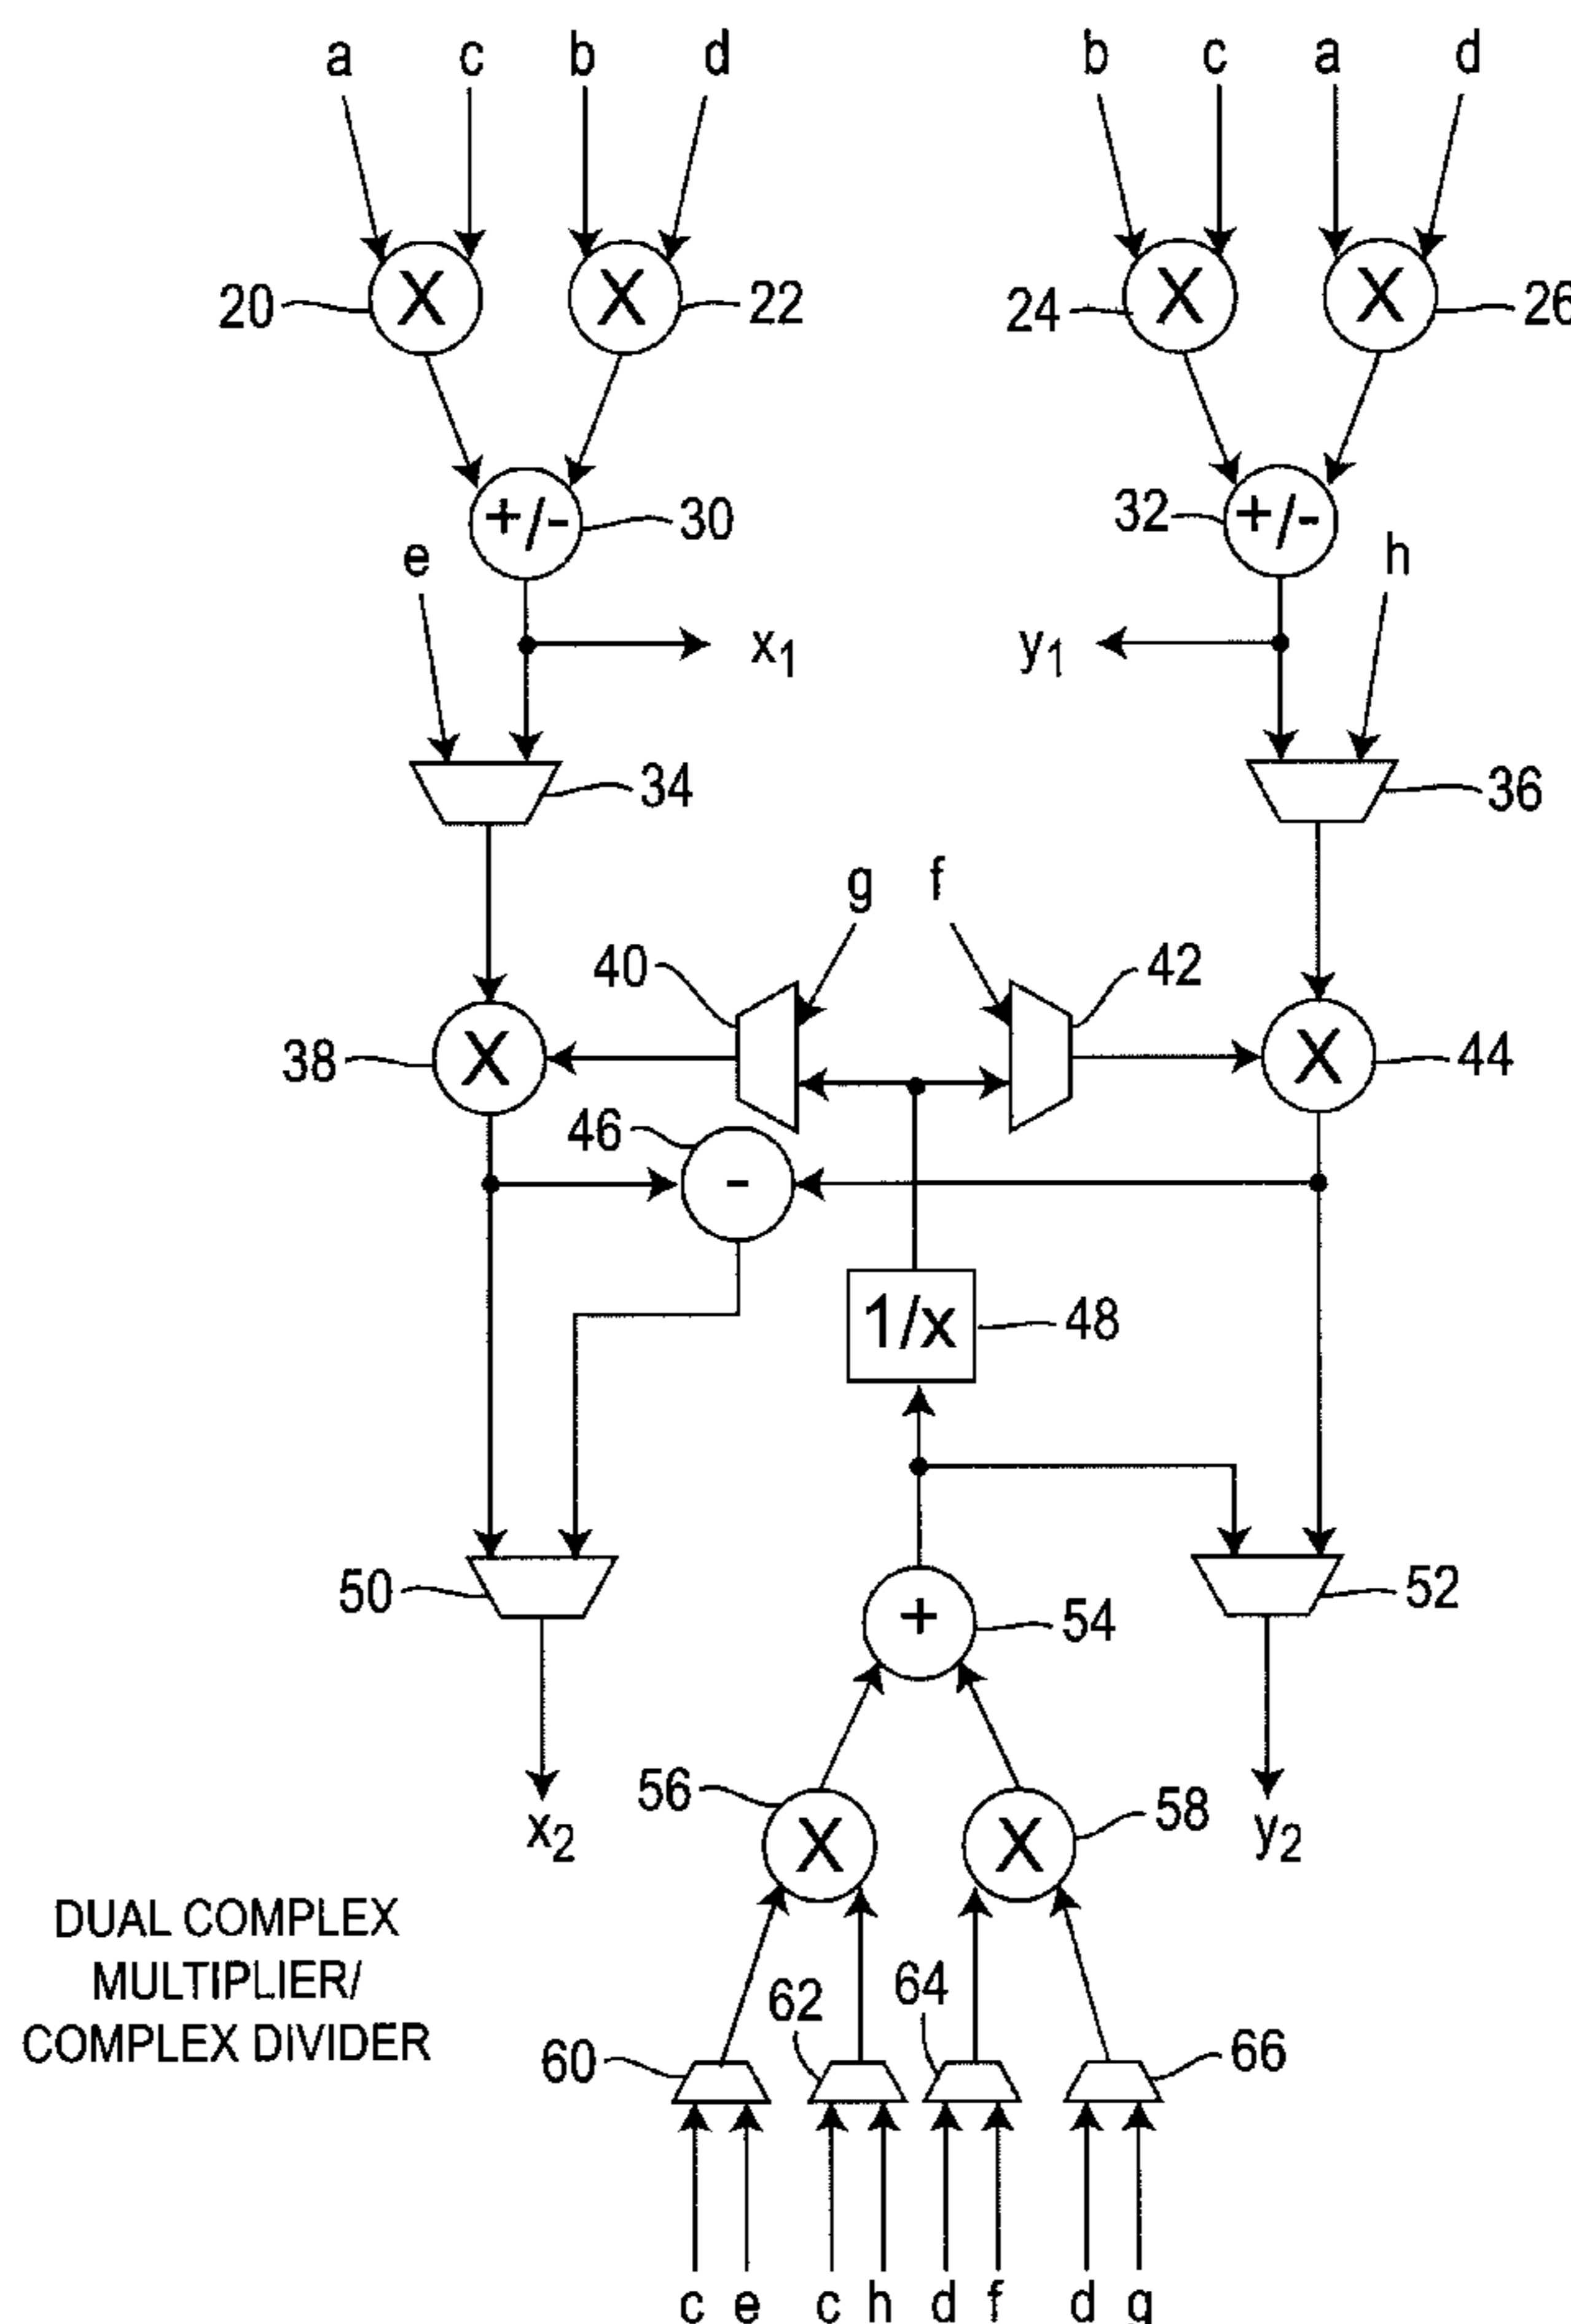 a c b d b c a d
X X X X
20 22 24 26
+/- 30 32 +/-
e h
x1 y1
34 36
g f
40 42
38 X X 44
46
-
1/x 48
50 52
+ 54
56 58
x2 X X y2
DUAL COMPLEX
MULTIPLIER/
COMPLEX DIVIDER
62 64
60 66
c e c h d f d g